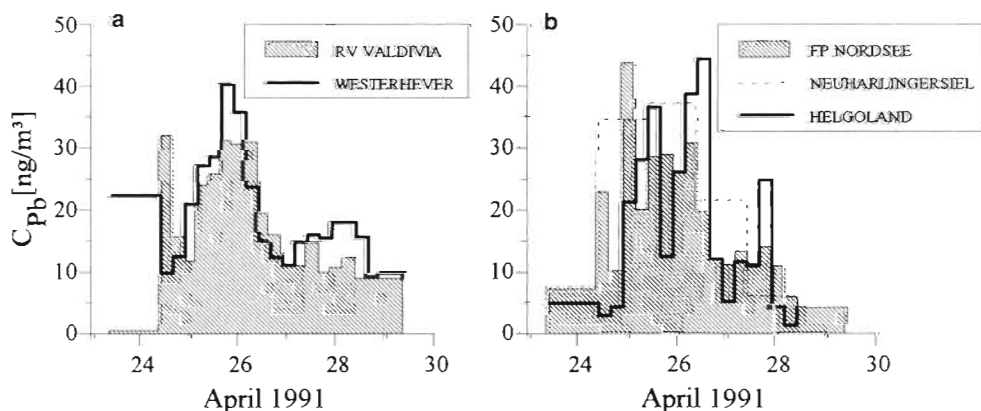 a
50
40
30
20
10
0
C_Pb [ng/m³]
RV VALDIVIA
WESTERHEVER
24
26
28
30
April 1991
b
50
40
30
20
10
0
FP NORDSEE
NEUHARLINGERSIEL
HELGOLAND
24
26
28
30
April 1991